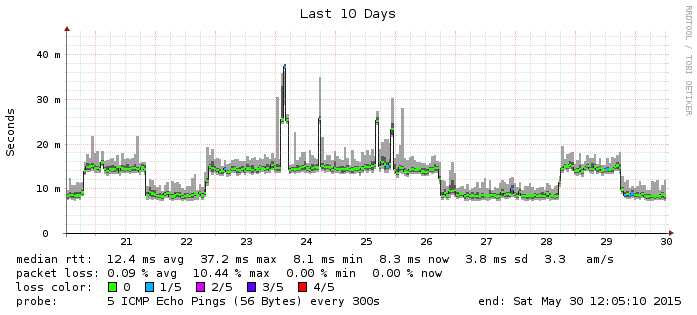 Last 10 Days
RRDTOOL / TOBI OETIKER
Seconds
40 m
30 m
20 m
10 m
0
21 22 23 24 25 26 27 28 29 30
median rtt: 12.4 ms avg 37.2 ms max 8.1 ms min 8.3 ms now 3.8 ms sd 3.3 am/s
packet loss: 0.09 % avg 10.44 % max 0.00 % min 0.00 % now
loss color: 0 1/5 2/5 3/5 4/5
probe: 5 ICMP Echo Pings (56 Bytes) every 300s end: Sat May 30 12:05:10 2015